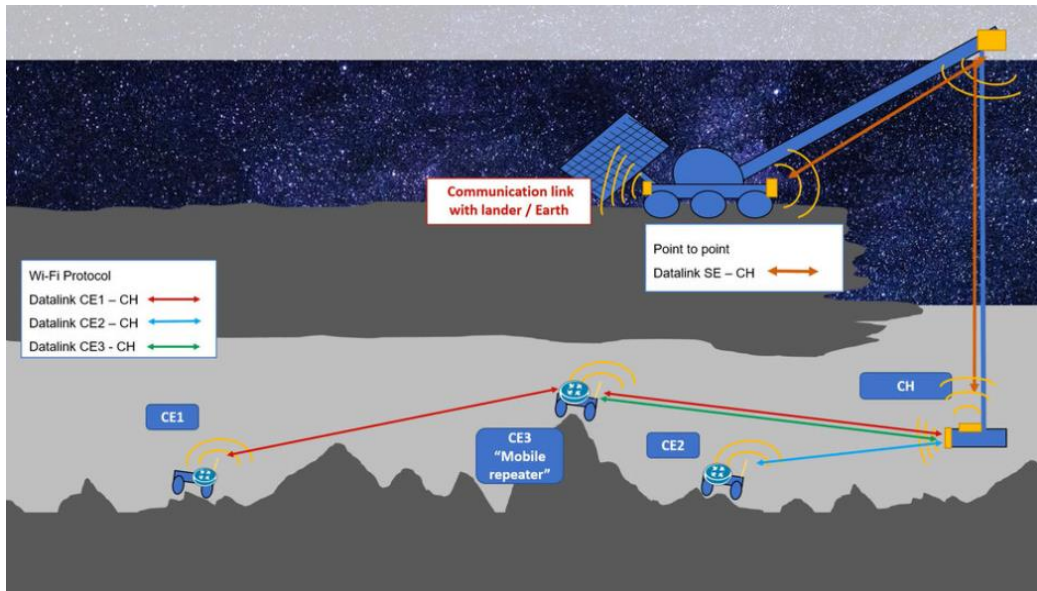 Communication link
with lander / Earth
Point to point
Datalink SE – CH
Wi-Fi Protocol
Datalink CE1 – CH
Datalink CE2 – CH
Datalink CE3 - CH
CH
CE1
CE3
“Mobile
repeater”
CE2